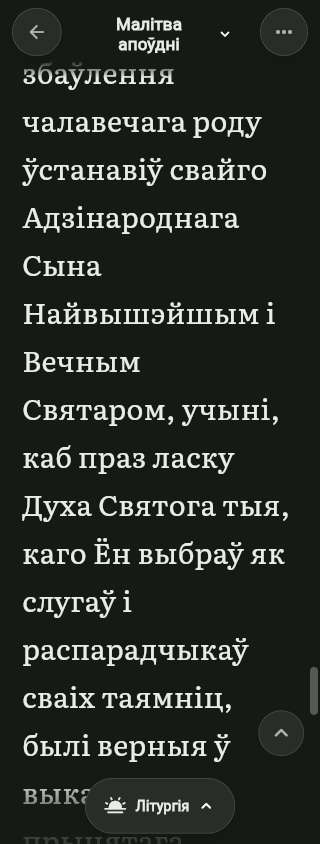 Малітва
апоўдні
збаўлення
чалавечага роду
ўстанавіў свайго
Адзінароднага
Сына
Найвышэйшым і
Вечным
Святаром, учыні,
каб праз ласку
Духа Святога тыя,
каго Ён выбраў як
слугаў і
распарадчыкаў
сваіх таямніц,
былі верныя ў
Літургія